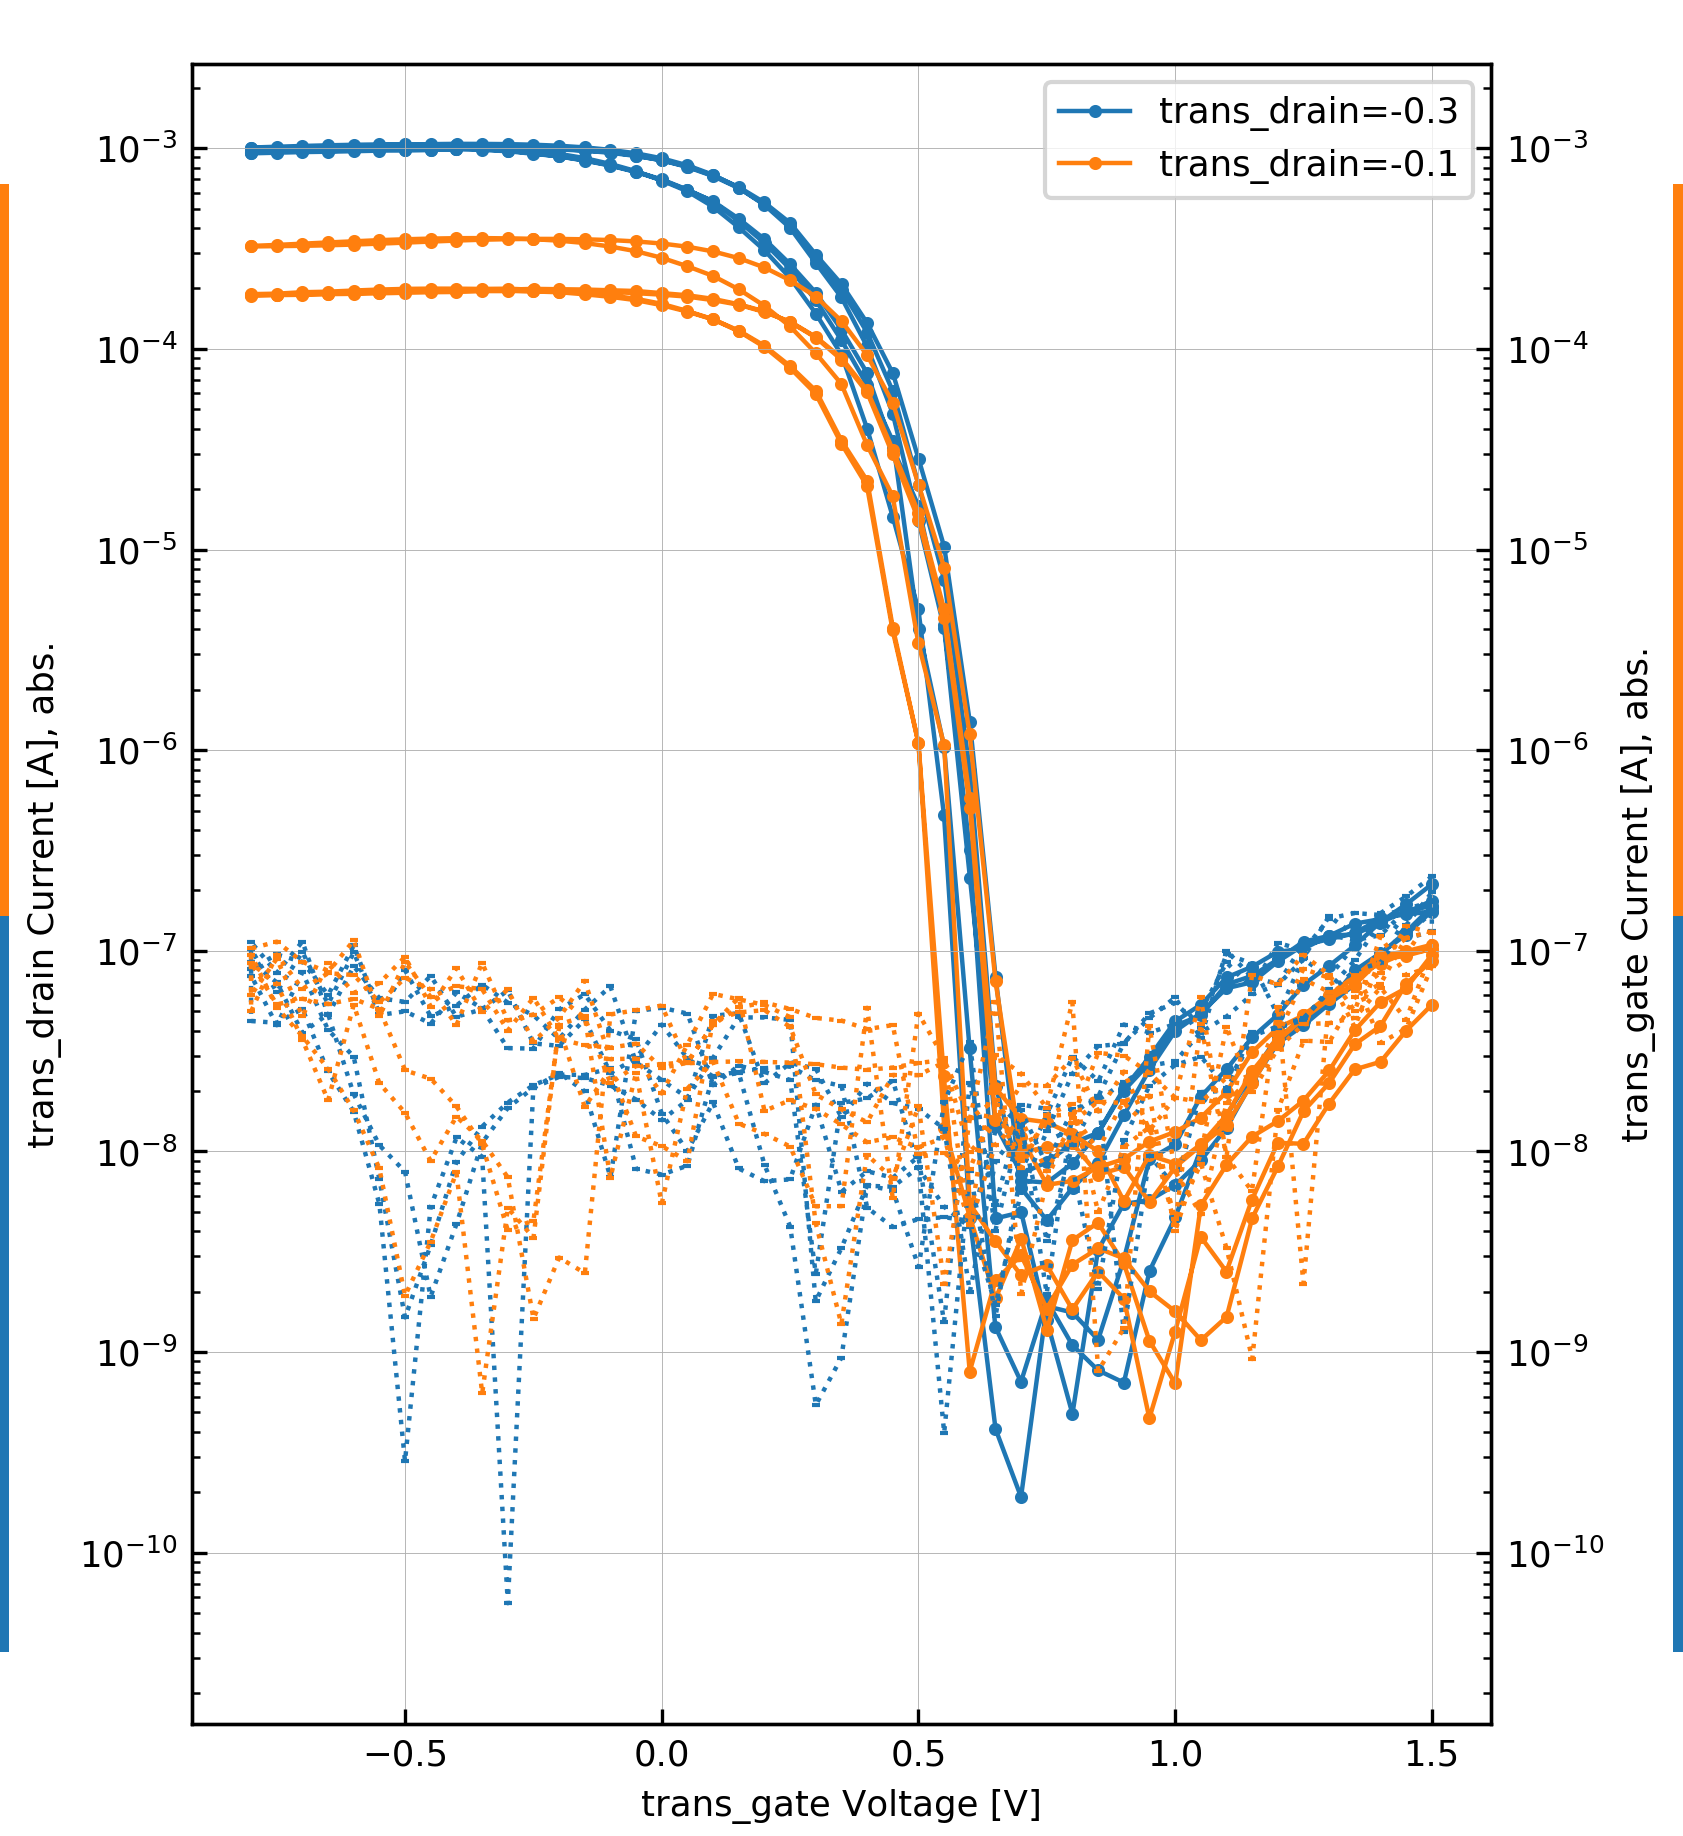 trans_drain=-0.3
trans_drain=-0.1
10⁻³
10⁻⁴
10⁻⁵
10⁻⁶
10⁻⁷
10⁻⁸
10⁻⁹
10⁻¹⁰
trans_drain Current [A], abs.
10⁻³
10⁻⁴
10⁻⁵
10⁻⁶
10⁻⁷
10⁻⁸
10⁻⁹
10⁻¹⁰
trans_gate Current [A], abs.
−0.5 0.0 0.5 1.0 1.5
trans_gate Voltage [V]